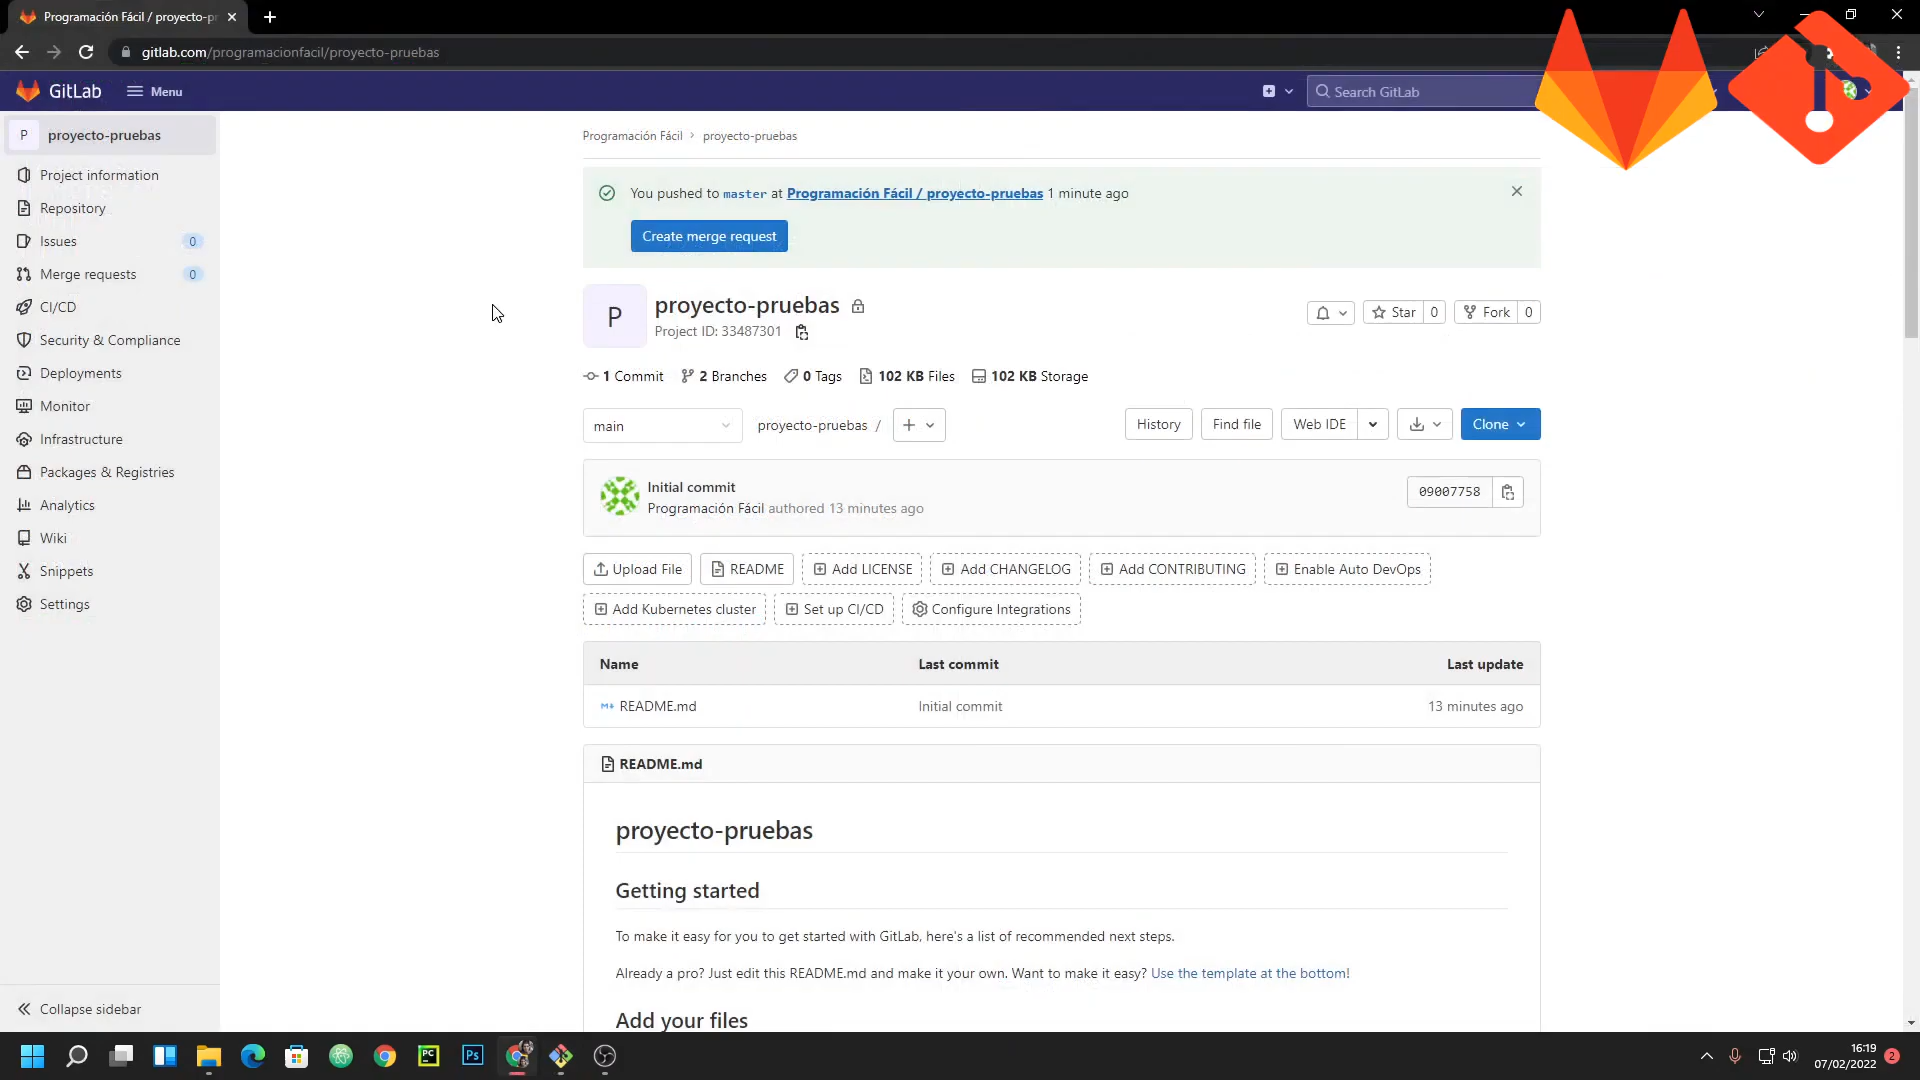 Programación Fácil / proyecto-pr
gitlab.com/programacionfacil/proyecto-pruebas
GitLab
Menu
Search GitLab
P
proyecto-pruebas
Project information
Repository
Issues 0
Merge requests 0
CI/CD
Security & Compliance
Deployments
Monitor
Infrastructure
Packages & Registries
Analytics
Wiki
Snippets
Settings
Collapse sidebar
Programación Fácil › proyecto-pruebas
You pushed to master at Programación Fácil / proyecto-pruebas 1 minute ago
Create merge request
P
proyecto-pruebas
Project ID: 33487301
Star 0
Fork 0
1 Commit 2 Branches 0 Tags 102 KB Files 102 KB Storage
main
proyecto-pruebas /
History
Find file
Web IDE
Clone
Initial commit
Programación Fácil authored 13 minutes ago
09007758
Upload File README Add LICENSE Add CHANGELOG Add CONTRIBUTING Enable Auto DevOps
Add Kubernetes cluster Set up CI/CD Configure Integrations
Name Last commit Last update
README.md Initial commit 13 minutes ago
README.md
proyecto-pruebas
Getting started
To make it easy for you to get started with GitLab, here's a list of recommended next steps.
Already a pro? Just edit this README.md and make it your own. Want to make it easy? Use the template at the bottom!
Add your files
PC
Ps
16:19
07/02/2022
2